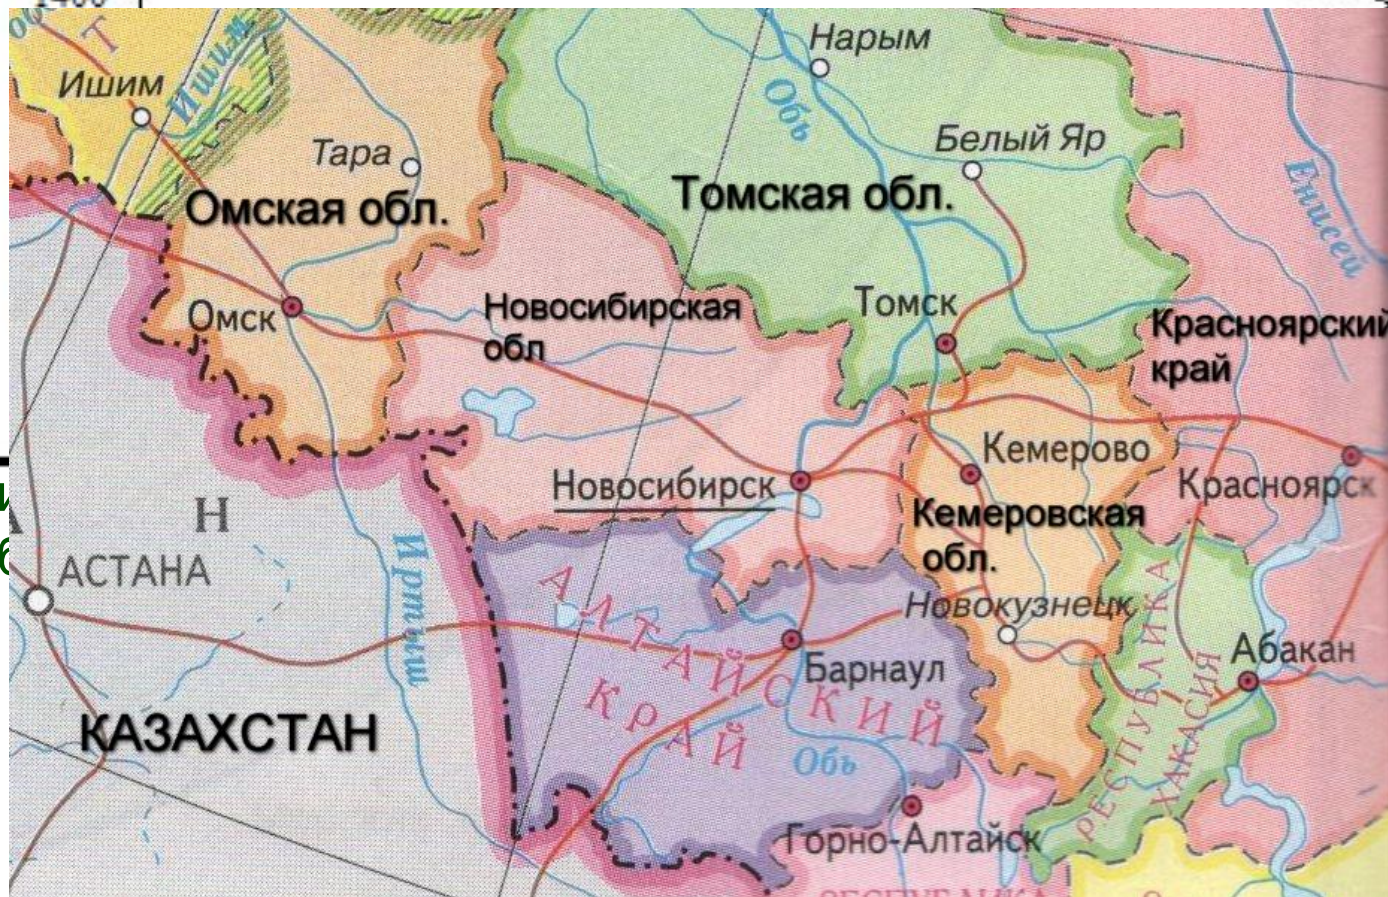 Нарым
Ишим
Ишим
Обь
Белый Яр
Тара
Омская обл.
Томская обл.
Енисей
Омск
Новосибирская
обл
Томск
Красноярский
край
Кемерово
Новосибирск
Красноярск
Н
Кемеровская
обл.
АСТАНА
Иртыш
АЛТАЙСКИЙ
КРАЙ
Новокузнецк
РЕСПУБЛИКА
ХАКАСИЯ
Абакан
Барнаул
КАЗАХСТАН
Обь
Горно-Алтайск